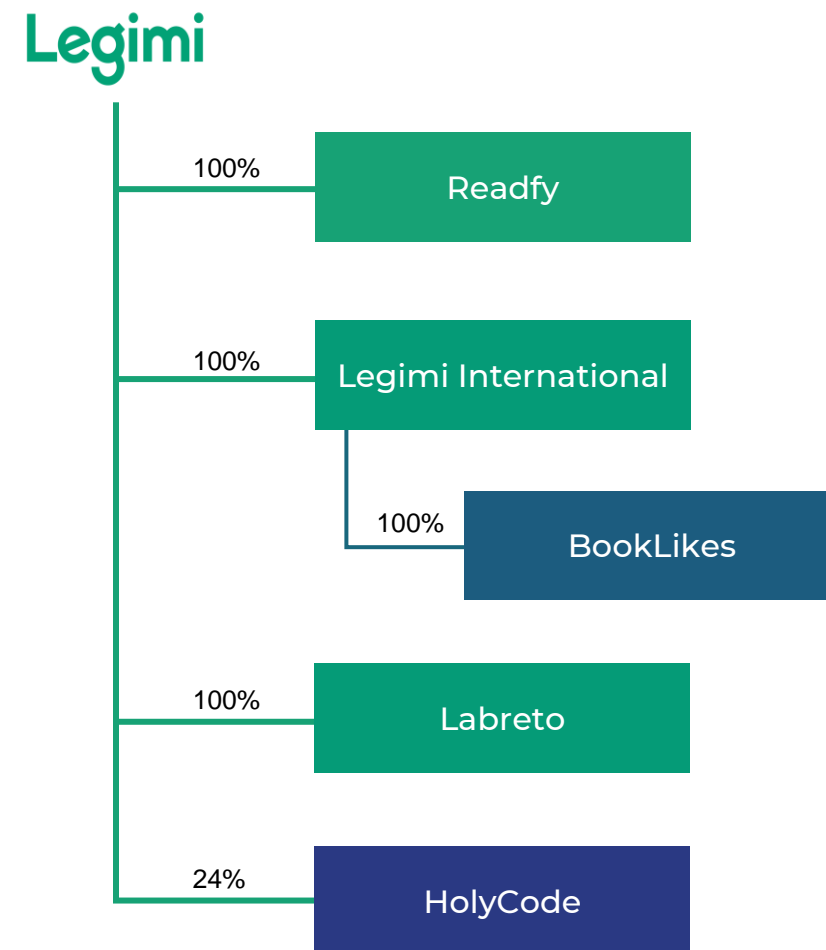 Legimi
100%
Readfy
100%
Legimi International
100%
BookLikes
100%
Labreto
24%
HolyCode